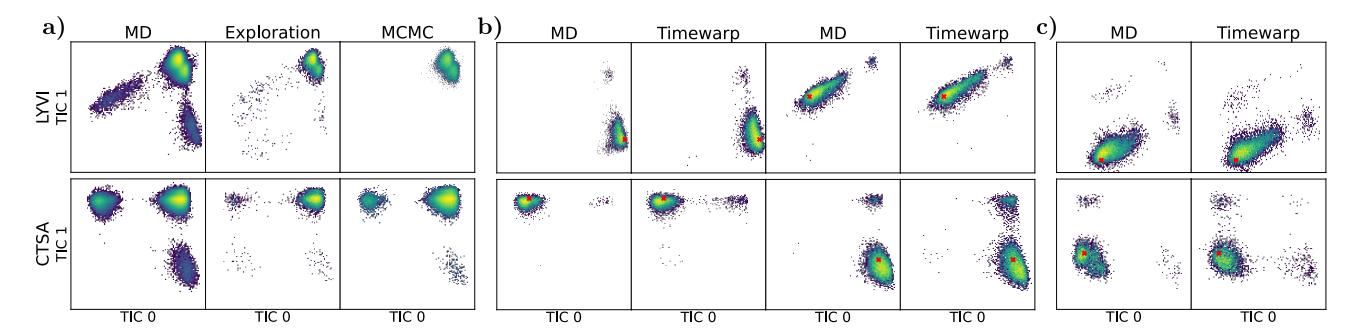 a) b) c)
MD Exploration MCMC MD Timewarp MD Timewarp MD Timewarp
LYVI
TIC 1
CTSA
TIC 1
TIC 0 TIC 0 TIC 0 TIC 0 TIC 0 TIC 0 TIC 0 TIC 0 TIC 0